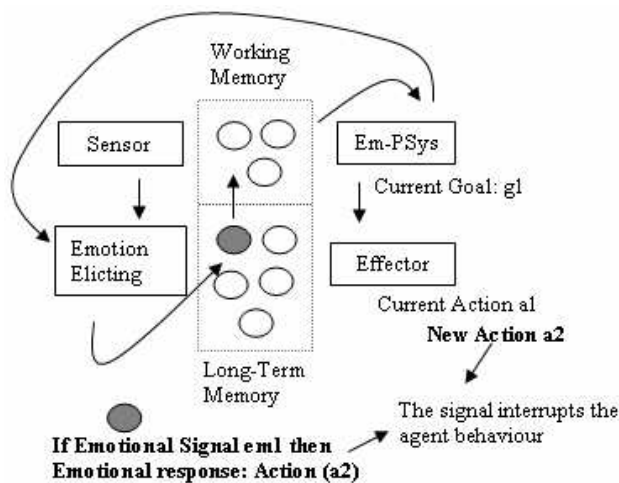 Working
Memory
Sensor
Em-PSys
Current Goal: g1
Emotion
Elicting
Effector
Current Action a1
New Action a2
Long-Term
Memory
The signal interrupts the
agent behaviour
If Emotional Signal em1 then
Emotional response: Action (a2)